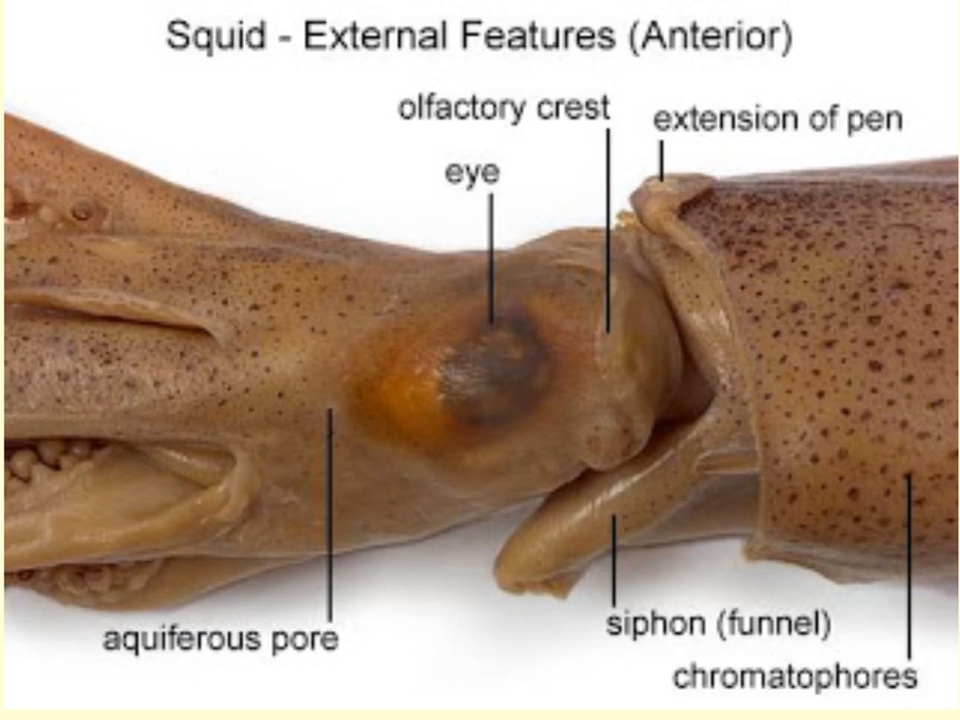 Squid - External Features (Anterior)
olfactory crest
extension of pen
eye
aquiferous pore
siphon (funnel)
chromatophores